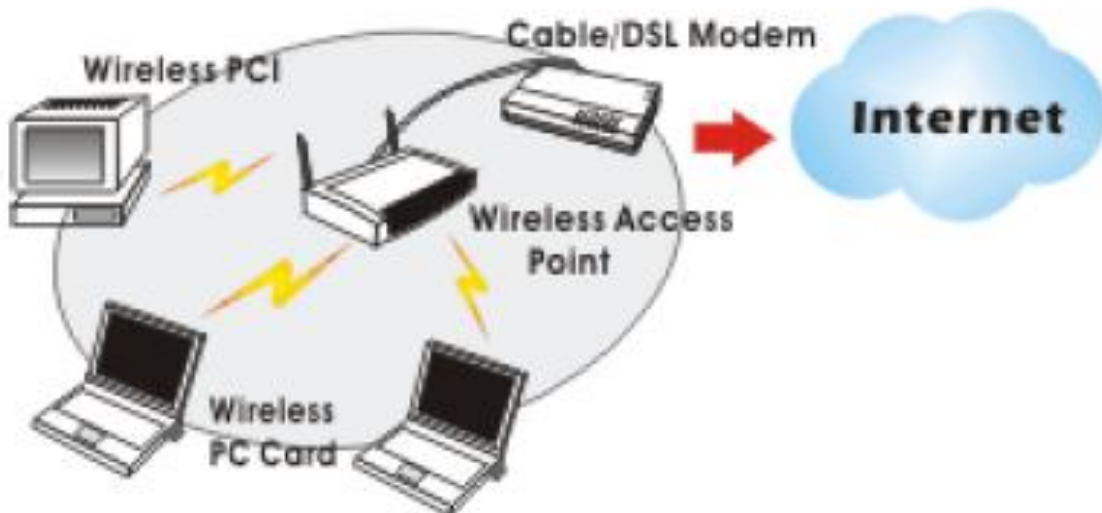 Cable/DSL Modem
Wireless PCI
Internet
Wireless Access
Point
Wireless
PC Card